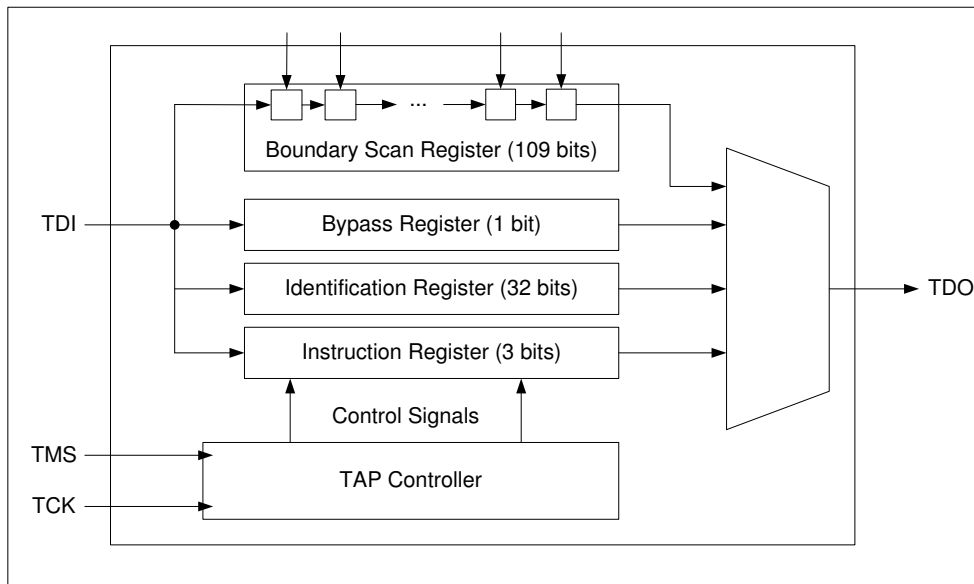 ...
Boundary Scan Register (109 bits)
TDI
Bypass Register (1 bit)
Identification Register (32 bits)
TDO
Instruction Register (3 bits)
Control Signals
TMS
TAP Controller
TCK